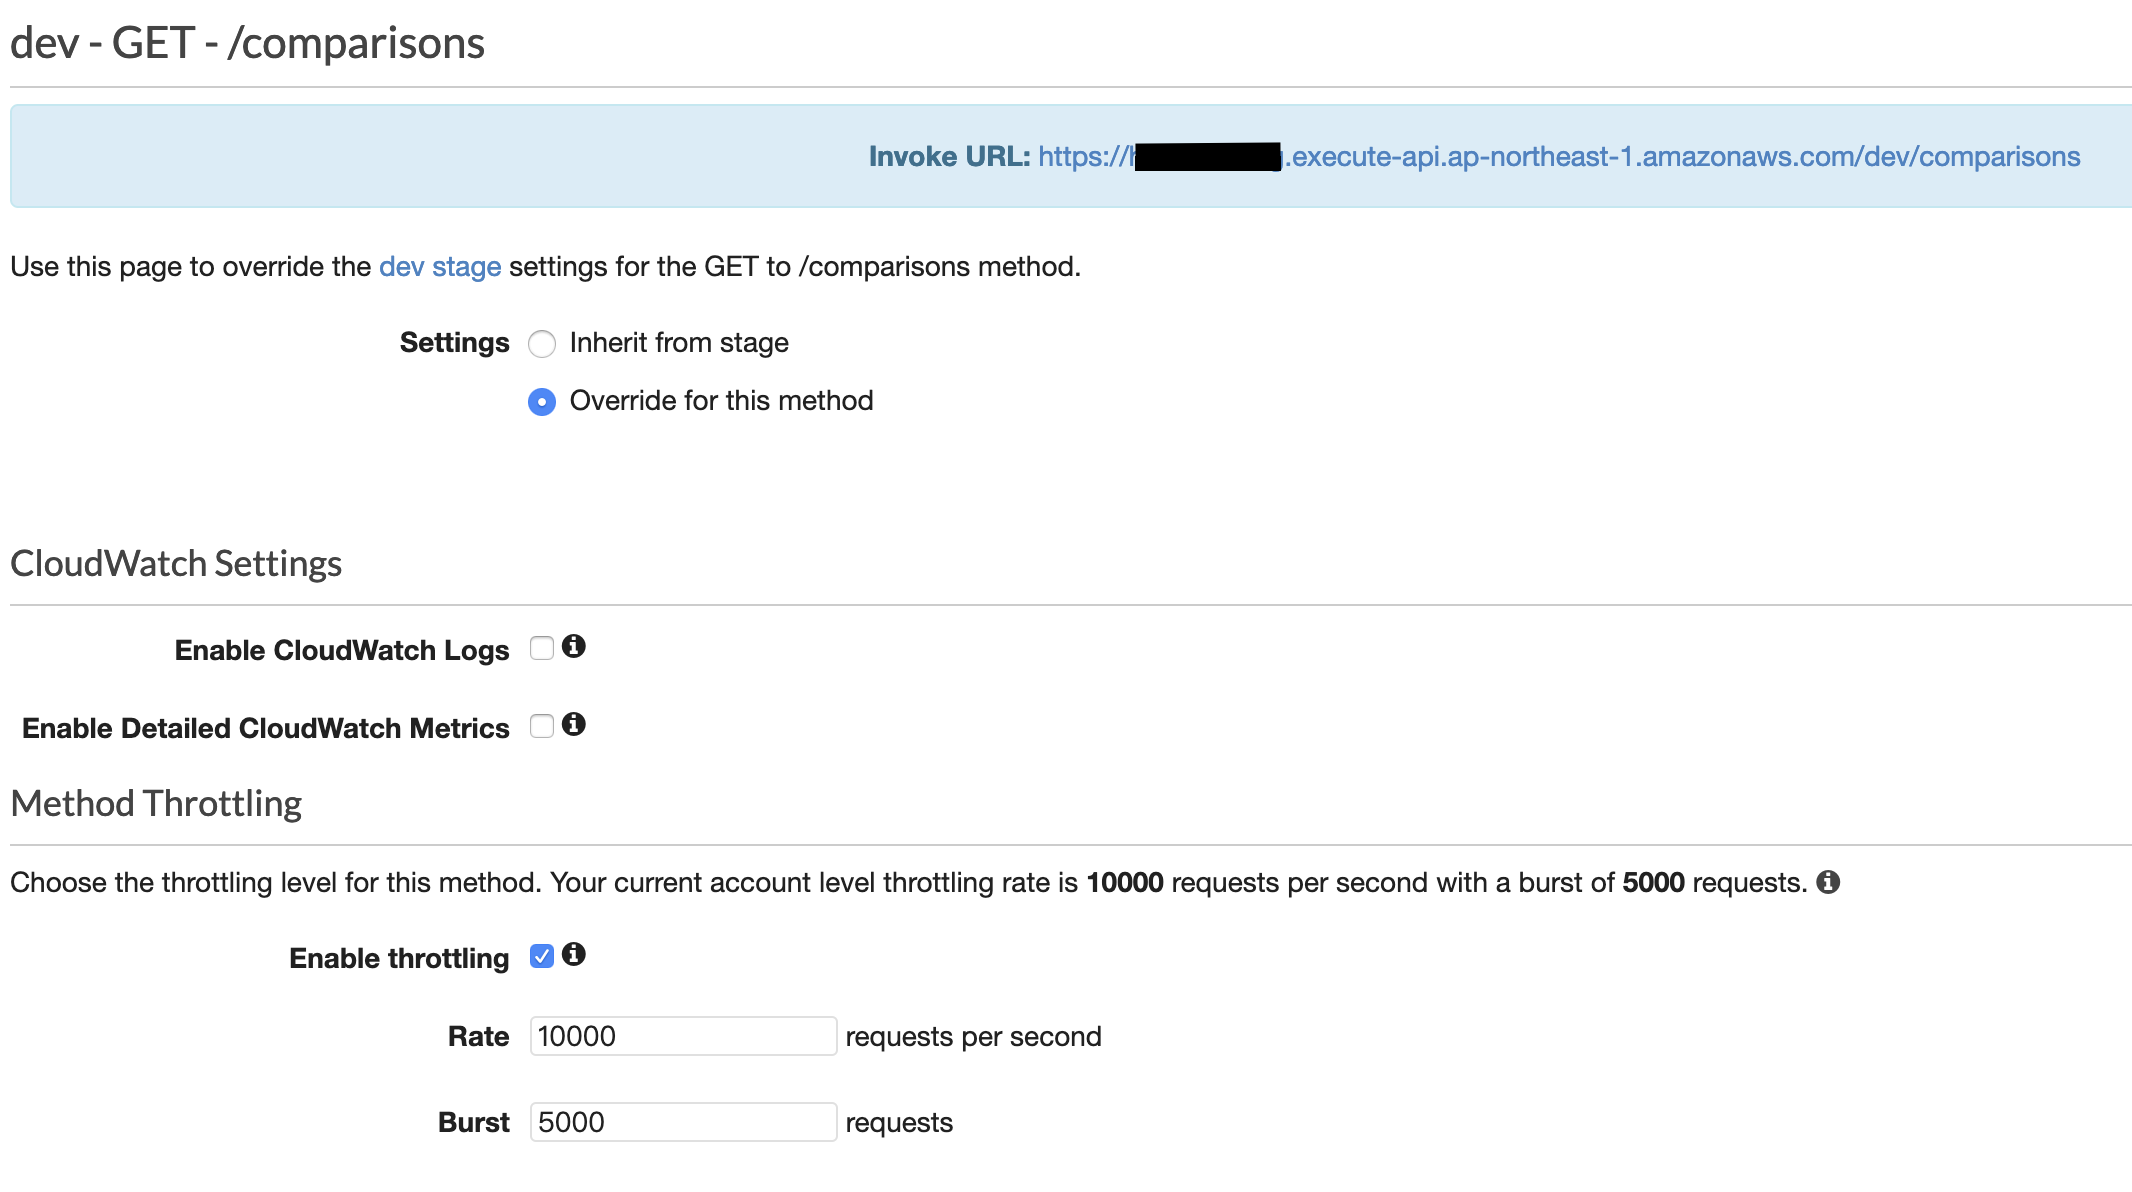 dev - GET - /comparisons
Invoke URL: https://h.execute-api.ap-northeast-1.amazonaws.com/dev/comparisons
Use this page to override the dev stage settings for the GET to /comparisons method.
Settings Inherit from stage
Override for this method
CloudWatch Settings
Enable CloudWatch Logs
Enable Detailed CloudWatch Metrics
Method Throttling
Choose the throttling level for this method. Your current account level throttling rate is 10000 requests per second with a burst of 5000 requests.
Enable throttling
Rate 10000 requests per second
Burst 5000 requests